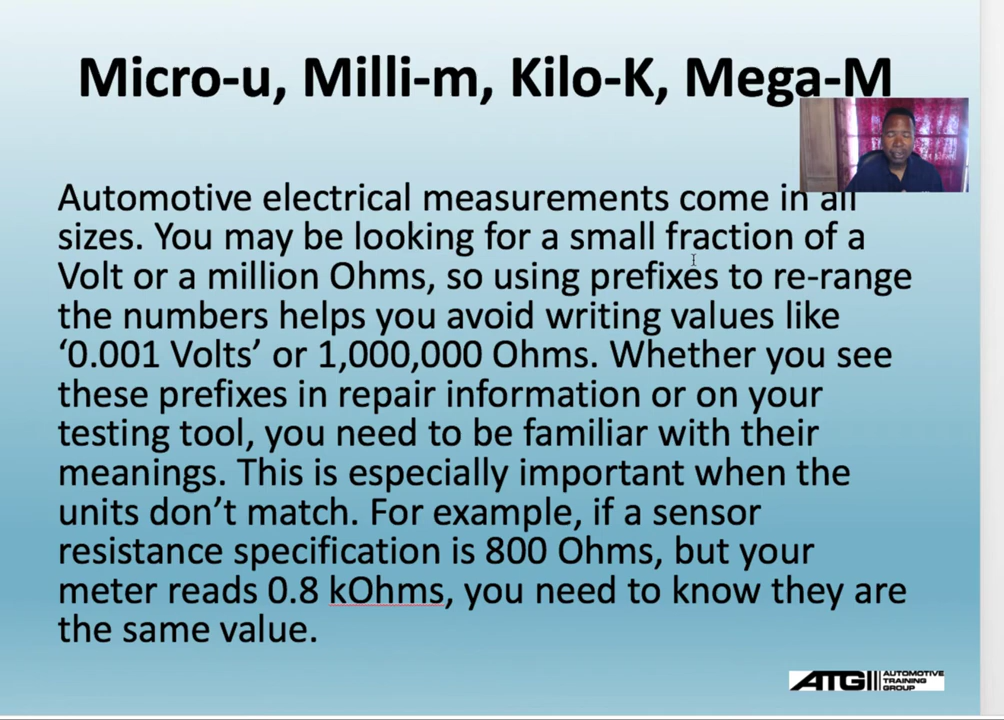 Micro-u, Milli-m, Kilo-K, Mega-M
Automotive electrical measurements come in all
sizes. You may be looking for a small fraction of a
Volt or a million Ohms, so using prefixes to re-range
the numbers helps you avoid writing values like
‘0.001 Volts’ or 1,000,000 Ohms. Whether you see
these prefixes in repair information or on your
testing tool, you need to be familiar with their
meanings. This is especially important when the
units don’t match. For example, if a sensor
resistance specification is 800 Ohms, but your
meter reads 0.8 kOhms, you need to know they are
the same value.
ATG AUTOMOTIVE
TRAINING
GROUP